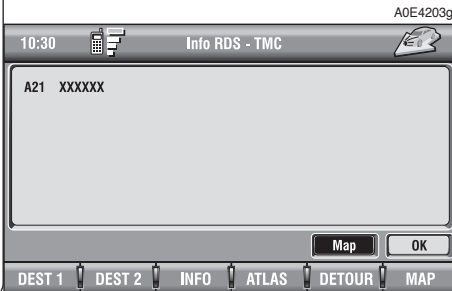 A0E4203g
10:30 Info RDS - TMC
A21 XXXXXX
Map OK
DEST 1 DEST 2 INFO ATLAS DETOUR MAP